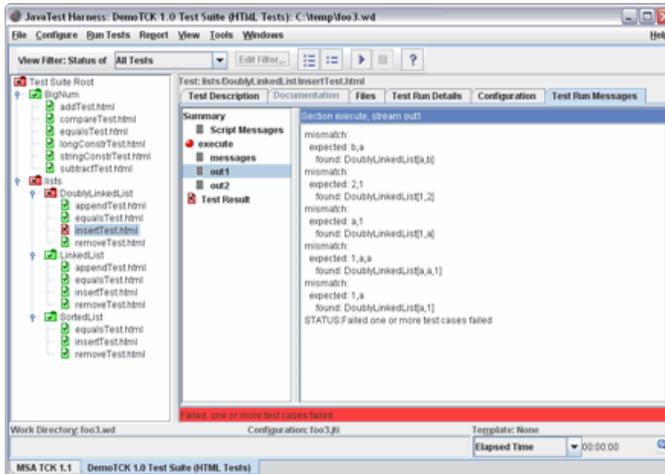 JavaTest Harness: DemoTCK 1.0 Test Suite (HTML Tests): C:\temp\foo3.wd
File Configure Run Tests Report View Tools Windows Help
View Filter: Status of All Tests Edit Filter...
Test Suite Root
BigNum
addTest.html
compareTest.html
equalsTest.html
longConstrTest.html
stringConstrTest.html
subtractTest.html
lists
DoublyLinkedList
appendTest.html
equalsTest.html
insertTest.html
removeTest.html
LinkedList
appendTest.html
equalsTest.html
insertTest.html
removeTest.html
SortedList
equalsTest.html
insertTest.html
removeTest.html
Test: lists/DoublyLinkedList/insertTest.html
Test Description Documentation Files Test Run Details Configuration Test Run Messages
Summary
Script Messages
execute
messages
out1
out2
Test Result
Section execute, stream out1
mismatch:
expected: b,a
found: DoublyLinkedList[a,b]
mismatch:
expected: 2,1
found: DoublyLinkedList[1,2]
mismatch:
expected: a,1
found: DoublyLinkedList[1,a]
mismatch:
expected: 1,a,a
found: DoublyLinkedList[a,a,1]
mismatch:
expected: 1,a
found: DoublyLinkedList[a,1]
STATUS:Failed.one or more test cases failed
Failed. one or more test cases failed
Work Directory: foo3.wd Configuration: foo3.jti Template: None
Elapsed Time 00:00:00
MSA TCK 1.1 DemoTCK 1.0 Test Suite (HTML Tests)